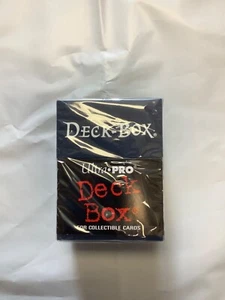 DECK-BOX
Ultra•PRO
Deck
Box
FOR COLLECTIBLE CARDS